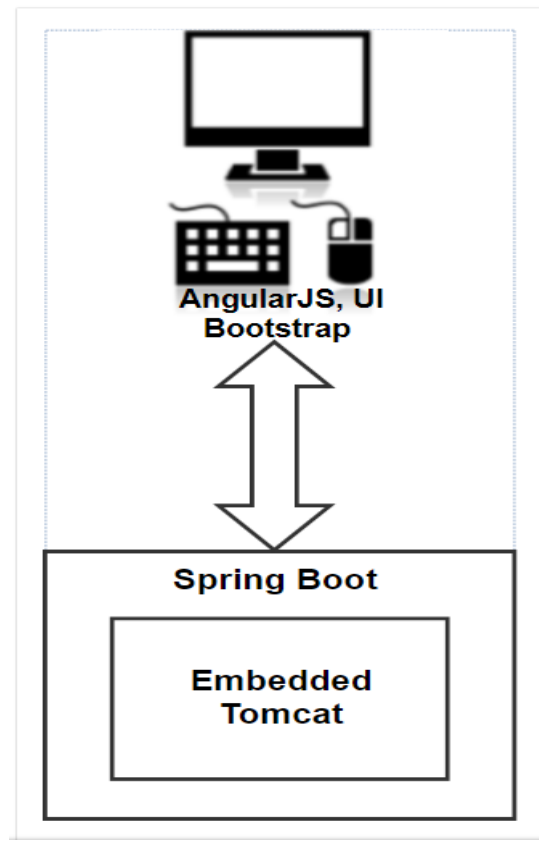 AngularJS, UI
Bootstrap
Spring Boot
Embedded
Tomcat